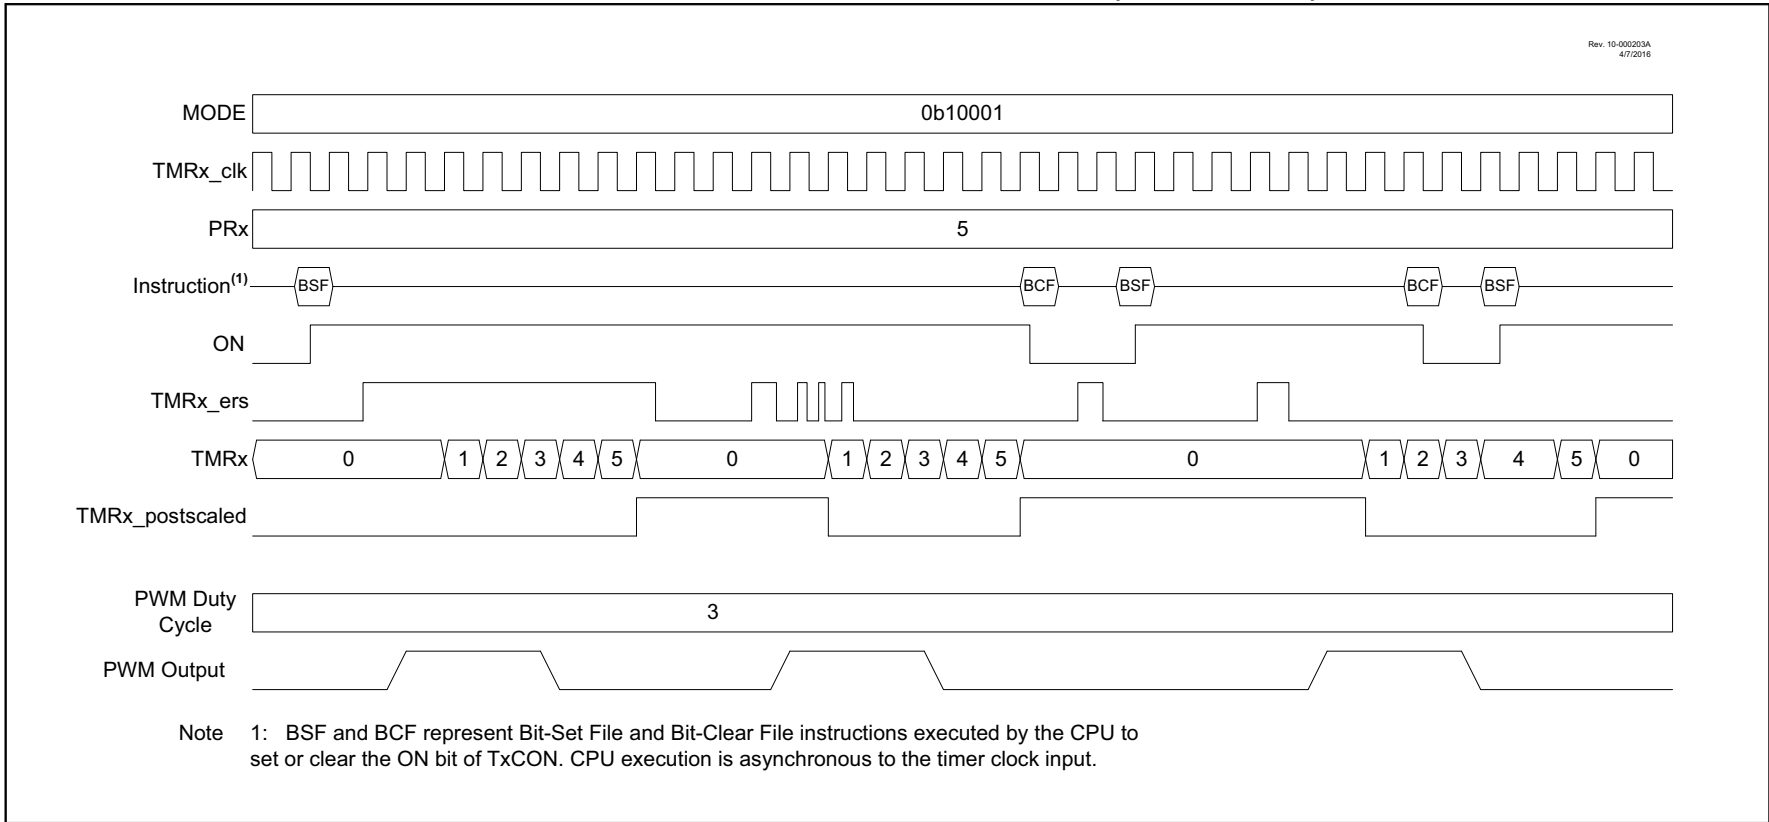 Rev. 10-000203A
4/7/2016
MODE 0b10001
TMRx_clk
PRx 5
Instruction(1) BSF BCF BSF BCF BSF
ON
TMRx_ers
TMRx 0 1 2 3 4 5 0 1 2 3 4 5 0 1 2 3 4 5 0
TMRx_postscaled
PWM Duty
Cycle 3
PWM Output
Note 1: BSF and BCF represent Bit-Set File and Bit-Clear File instructions executed by the CPU to
set or clear the ON bit of TxCON. CPU execution is asynchronous to the timer clock input.